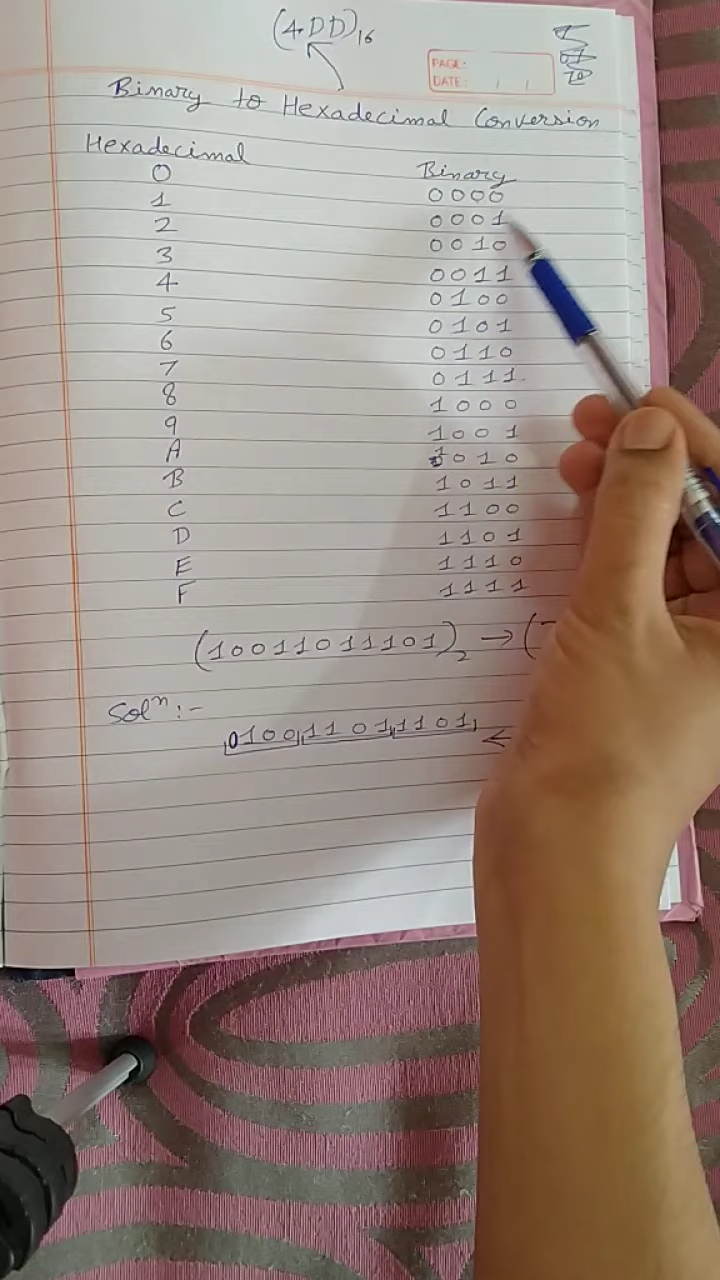 (4DD)16
PAGE:
DATE: / /
Binary to Hexadecimal Conversion
Hexadecimal Binary
0 0000
1 0001
2 0010
3 0011
4 0100
5 0101
6 0110
7 0111
8 1000
9 1001
A 1010
B 1011
C 1100
D 1101
E 1110
F 1111
(10011011101)2 → (
Solⁿ :-
0100,1101,1101, ←